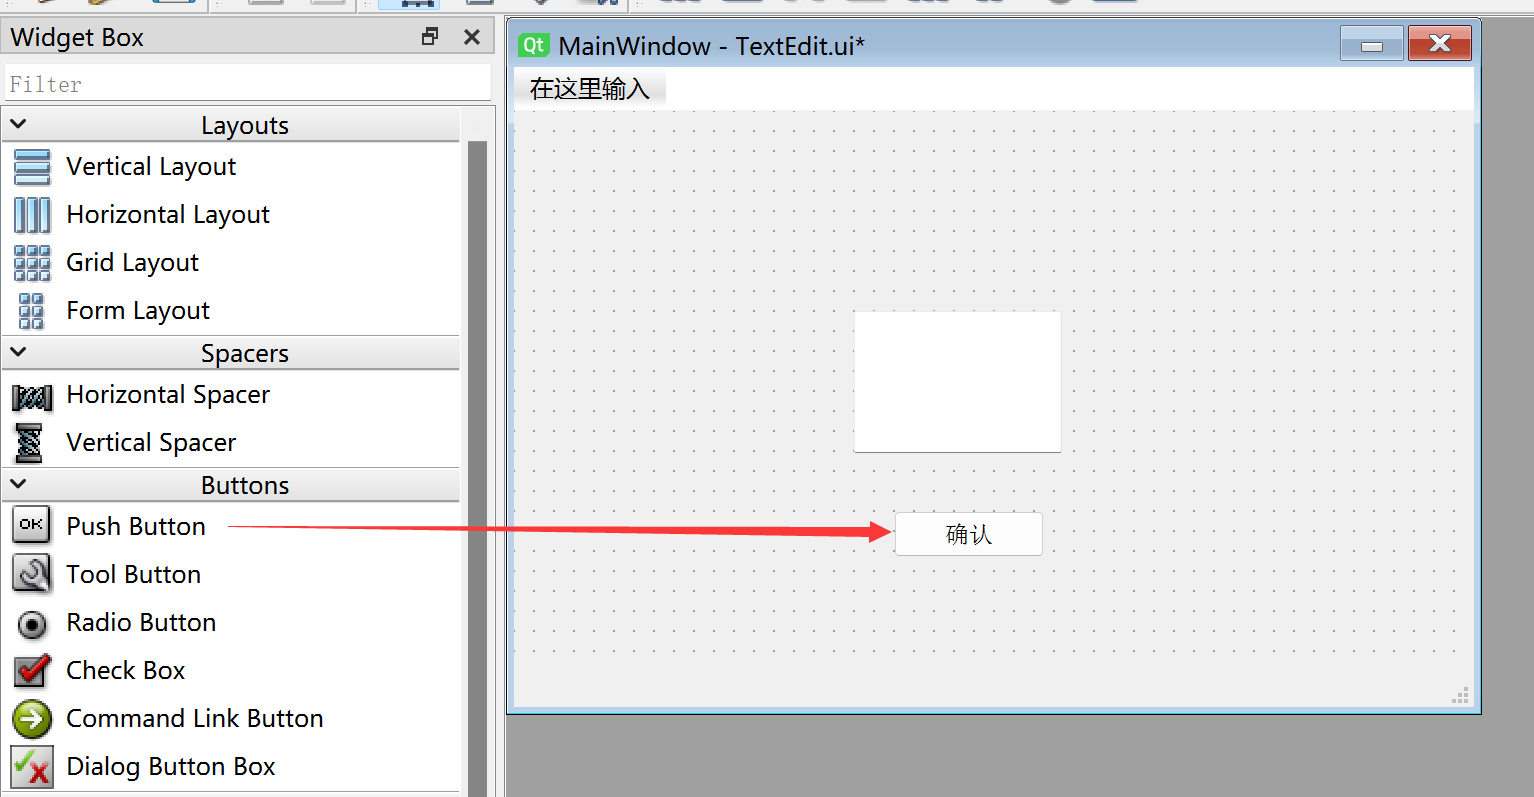 Widget Box
Filter
Layouts
Vertical Layout
Horizontal Layout
Grid Layout
Form Layout
Spacers
Horizontal Spacer
Vertical Spacer
Buttons
OK
Push Button
Tool Button
Radio Button
Check Box
Command Link Button
Dialog Button Box
Qt
MainWindow - TextEdit.ui*
在这里输入
确认